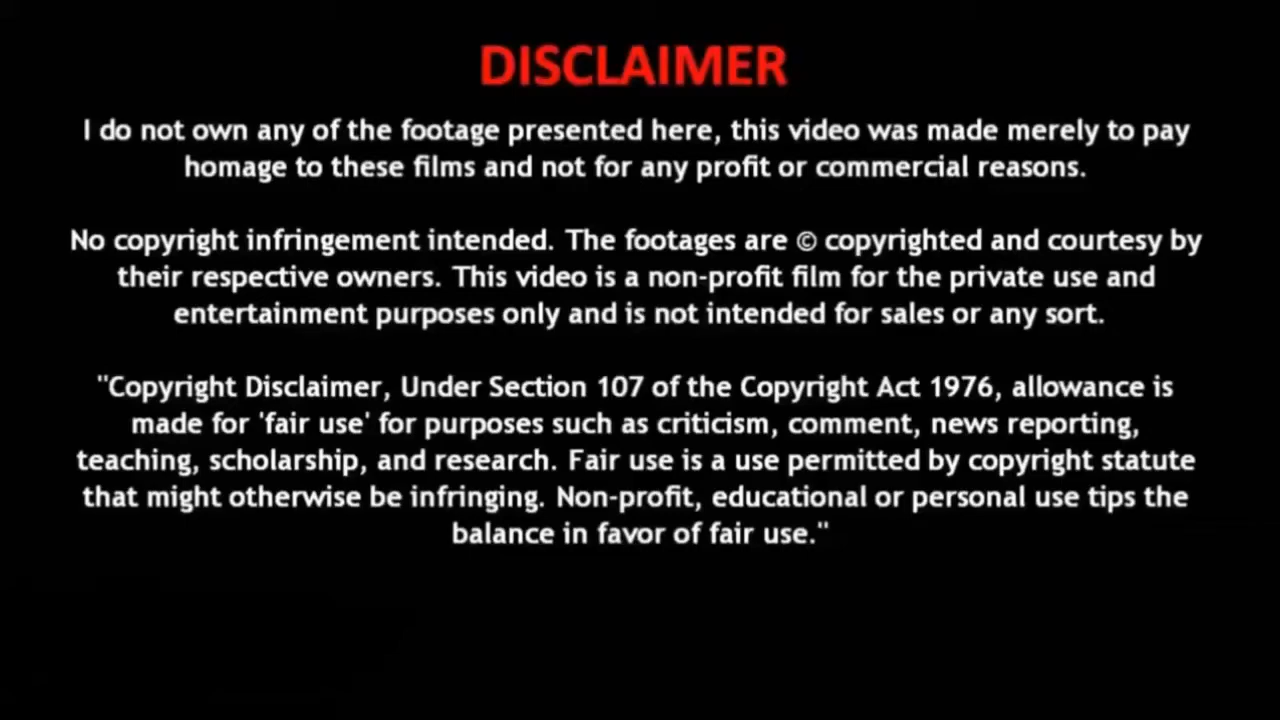 DISCLAIMER
I do not own any of the footage presented here, this video was made merely to pay
homage to these films and not for any profit or commercial reasons.
No copyright infringement intended. The footages are © copyrighted and courtesy by
their respective owners. This video is a non-profit film for the private use and
entertainment purposes only and is not intended for sales or any sort.
"Copyright Disclaimer, Under Section 107 of the Copyright Act 1976, allowance is
made for 'fair use' for purposes such as criticism, comment, news reporting,
teaching, scholarship, and research. Fair use is a use permitted by copyright statute
that might otherwise be infringing. Non-profit, educational or personal use tips the
balance in favor of fair use."